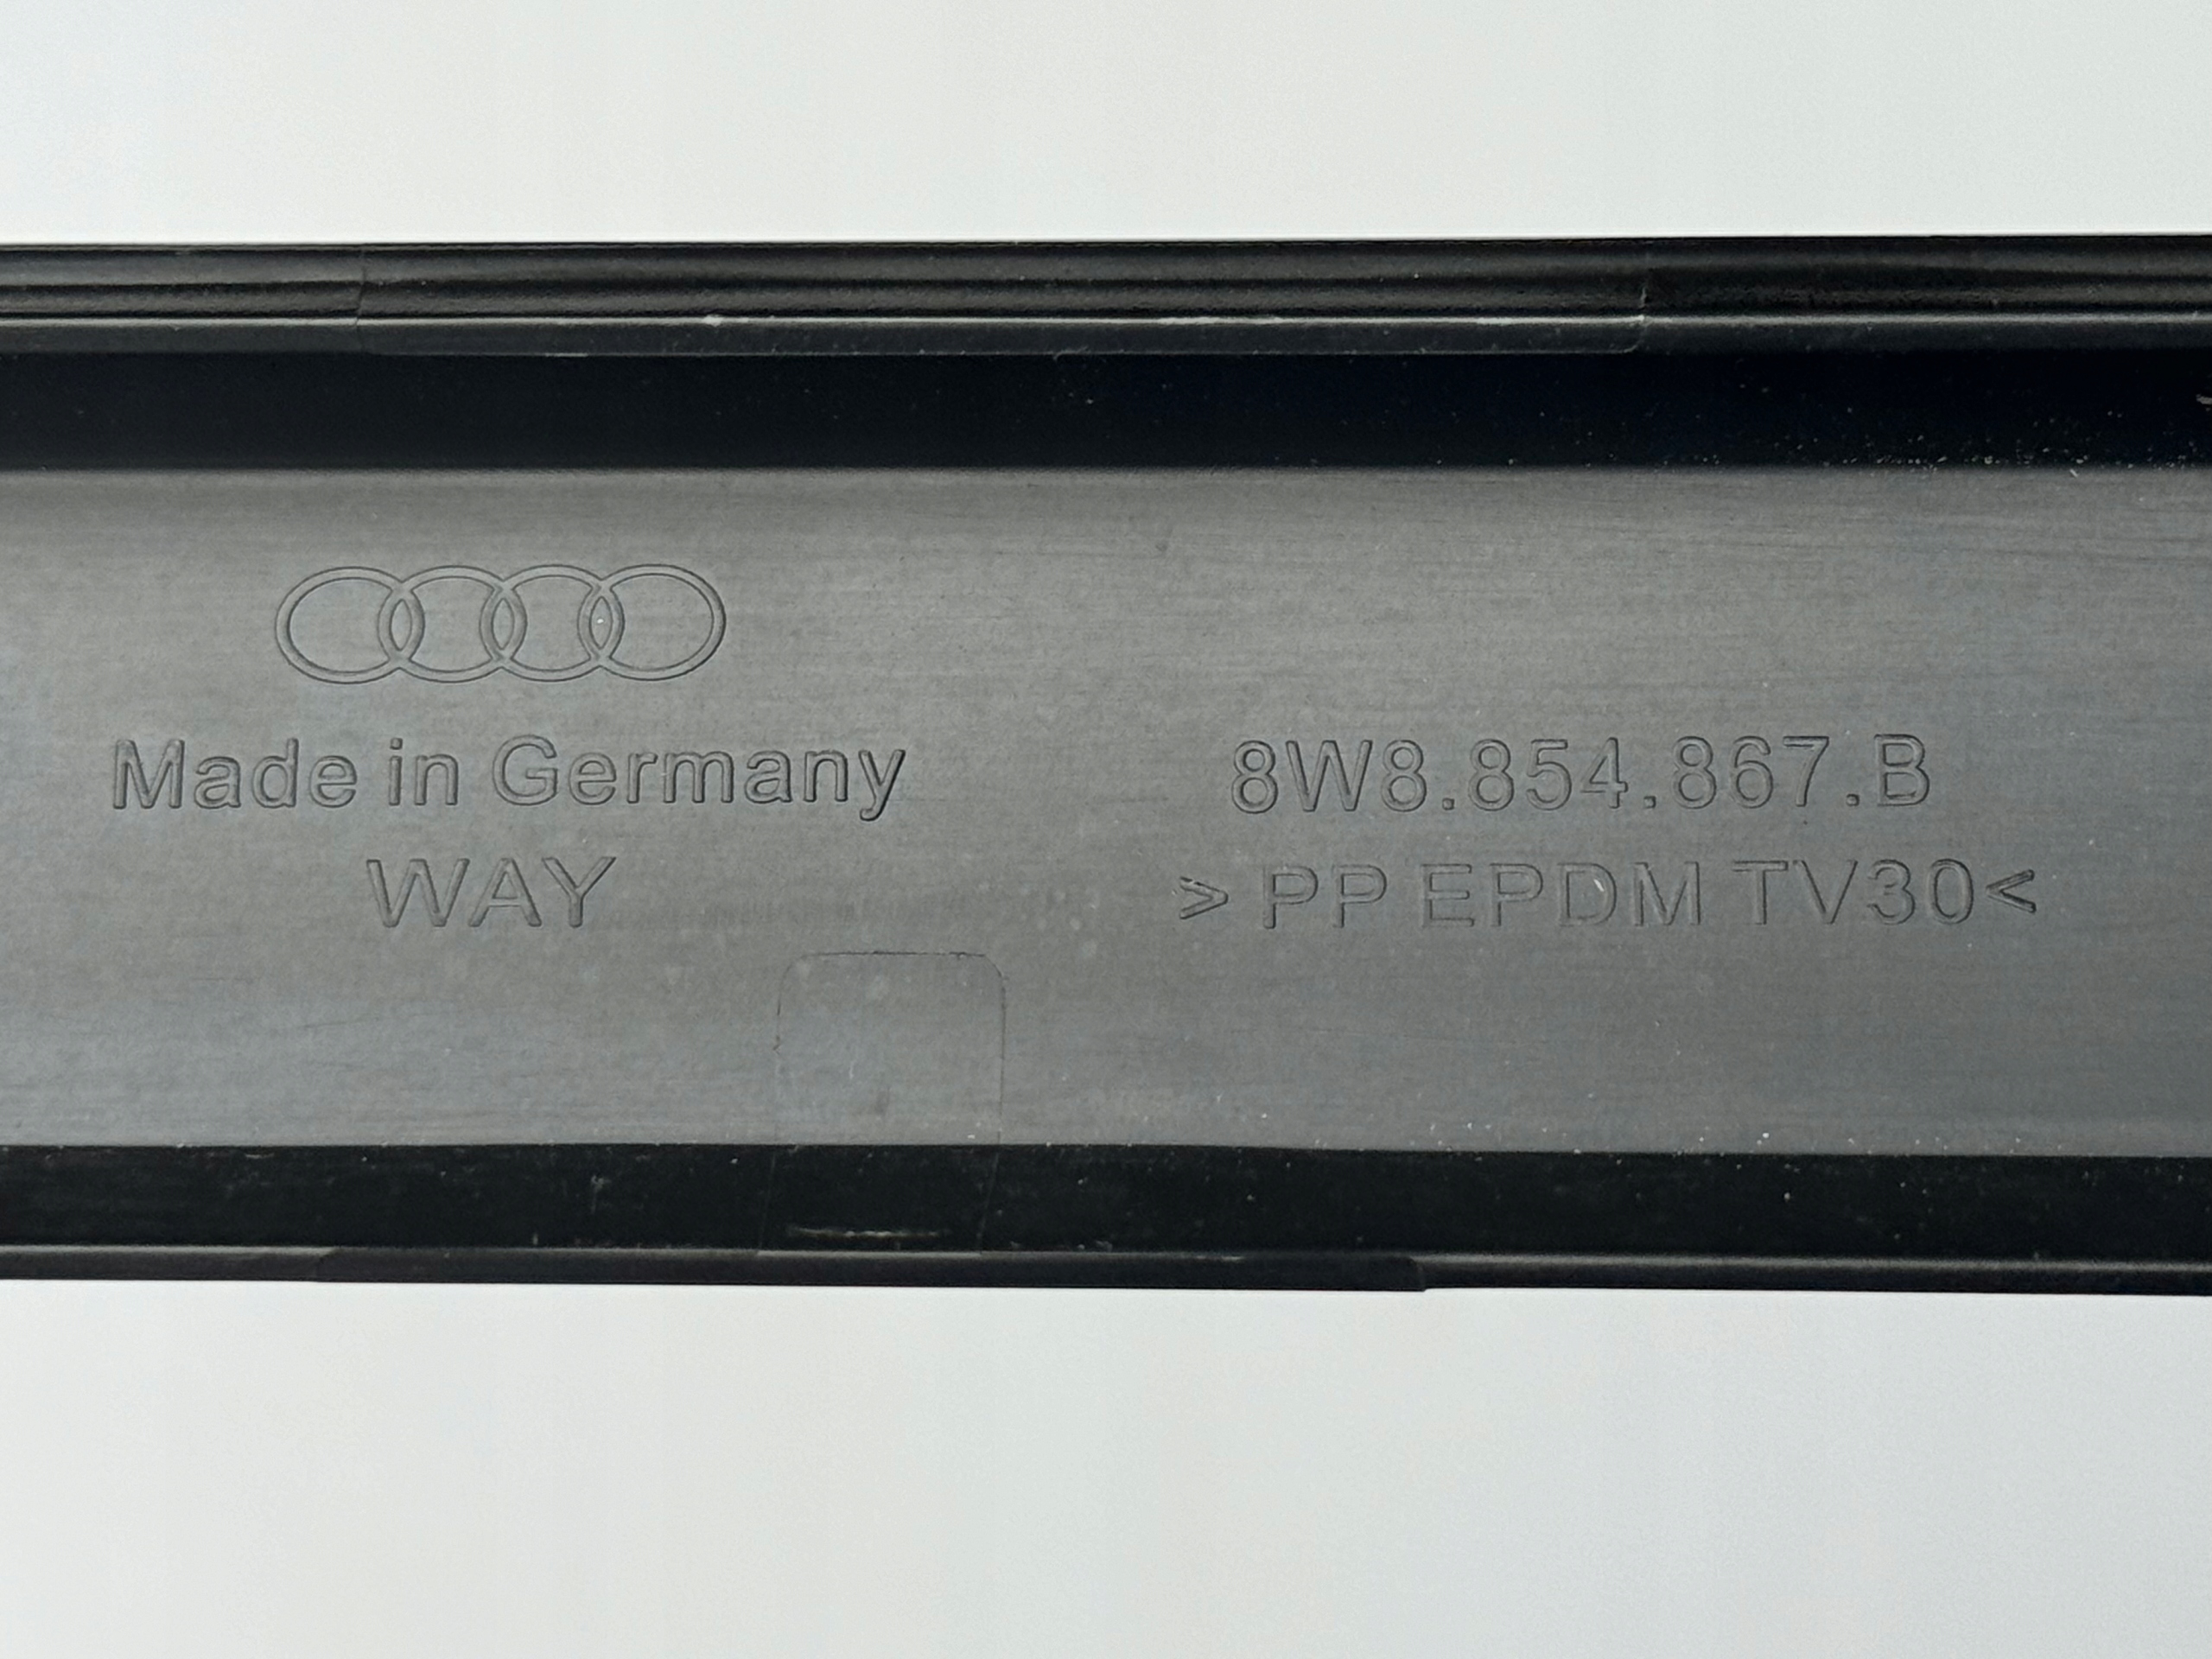 Made in Germany
WAY
8W8.854.867.B
> PP EPDM TV30<